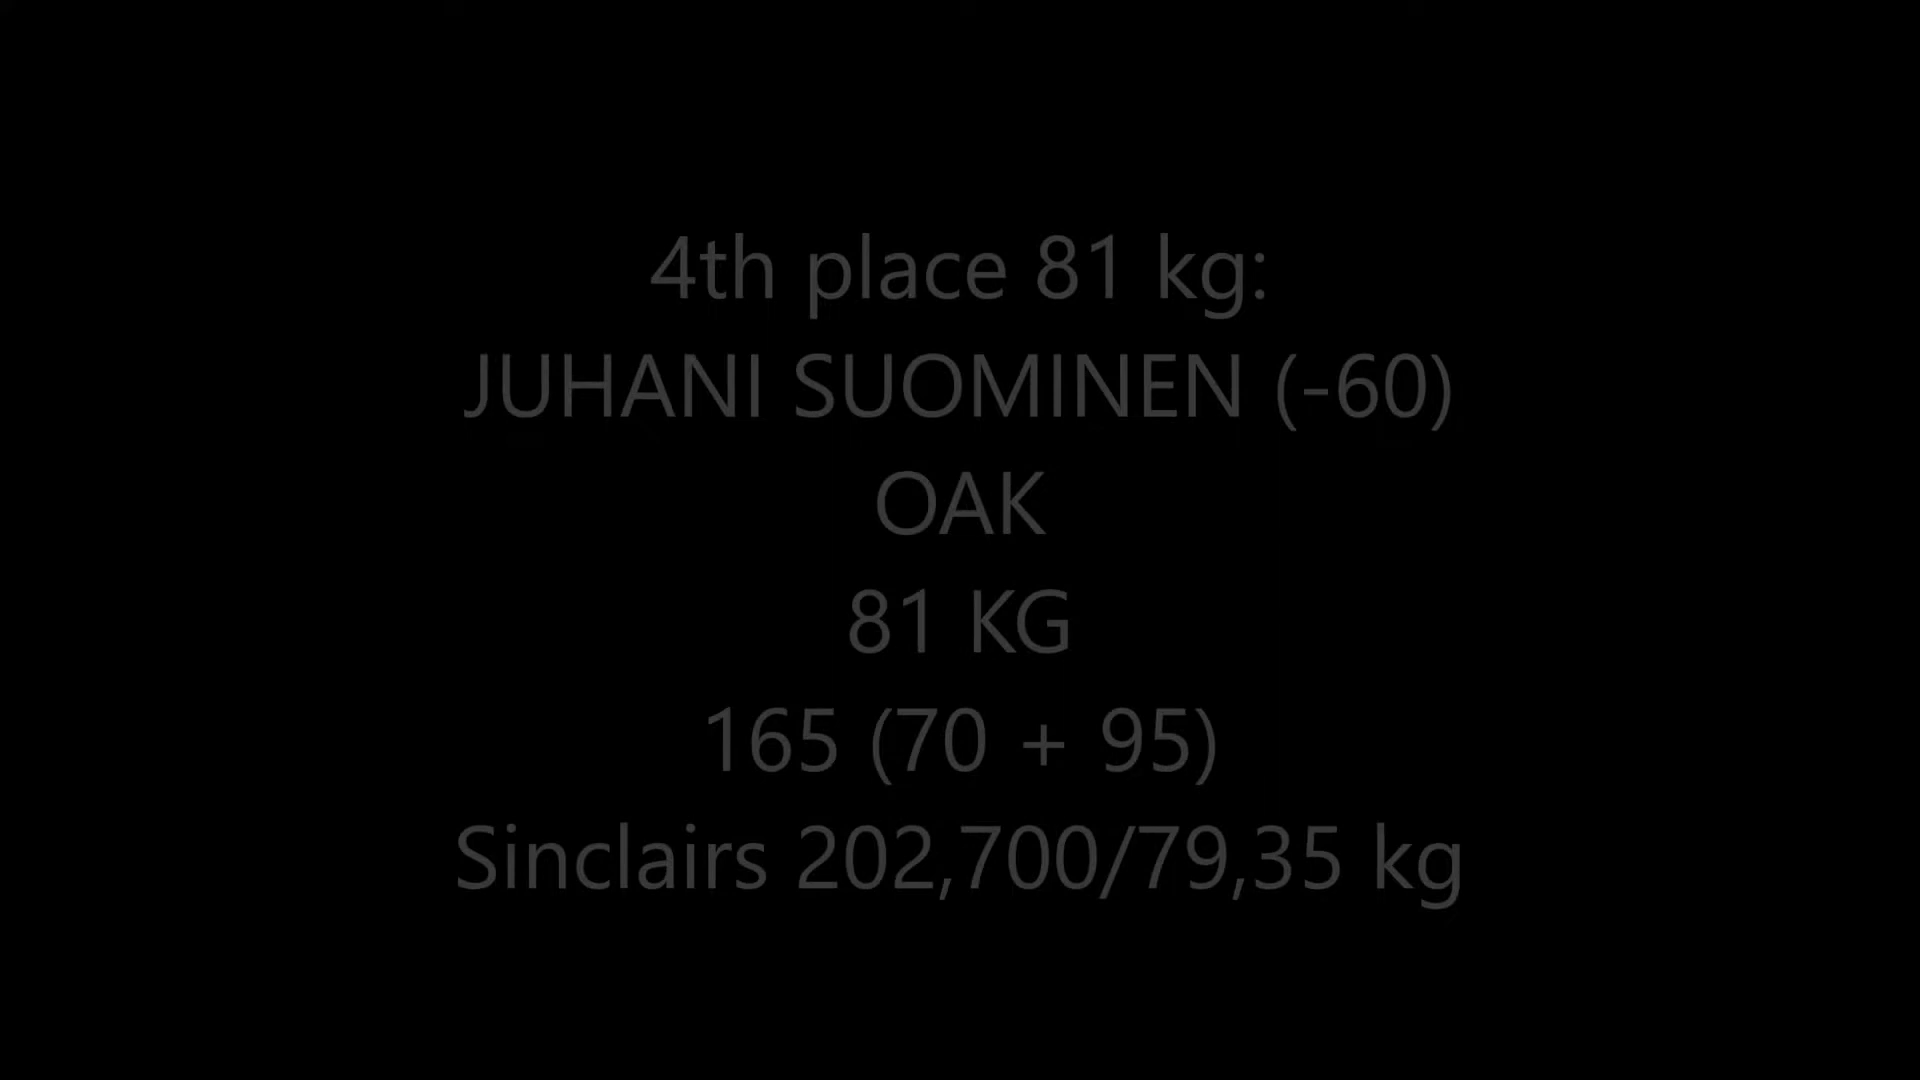 4th place 81 kg:
JUHANI SUOMINEN (-60)
OAK
81 KG
165 (70 + 95)
Sinclairs 202,700/79,35 kg